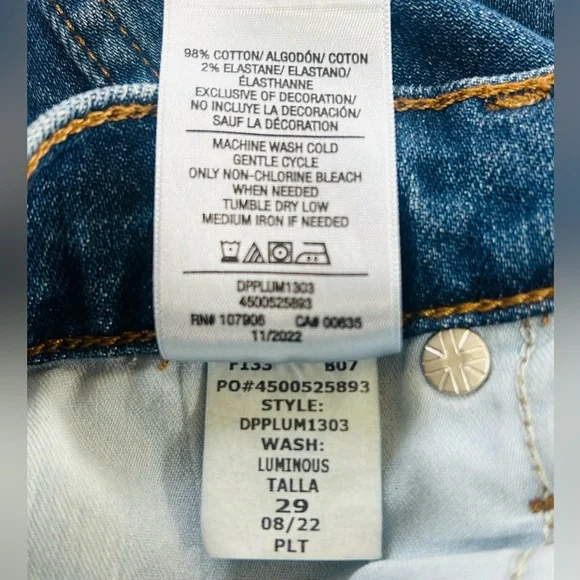 98% COTTON/ ALGODÓN/ COTON
2% ELASTANE/ ELASTANO/
ÉLASTHANNE
EXCLUSIVE OF DECORATION/
NO INCLUYE LA DECORACIÓN/
SAUF LA DÉCORATION
MACHINE WASH COLD
GENTLE CYCLE
ONLY NON-CHLORINE BLEACH
WHEN NEEDED
TUMBLE DRY LOW
MEDIUM IRON IF NEEDED
DPPLUM1303
4500525893
RN# 107906 CA# 00635
11/2022
B07
PO#4500525893
STYLE:
DPPLUM1303
WASH:
LUMINOUS
TALLA
29
08/22
PLT